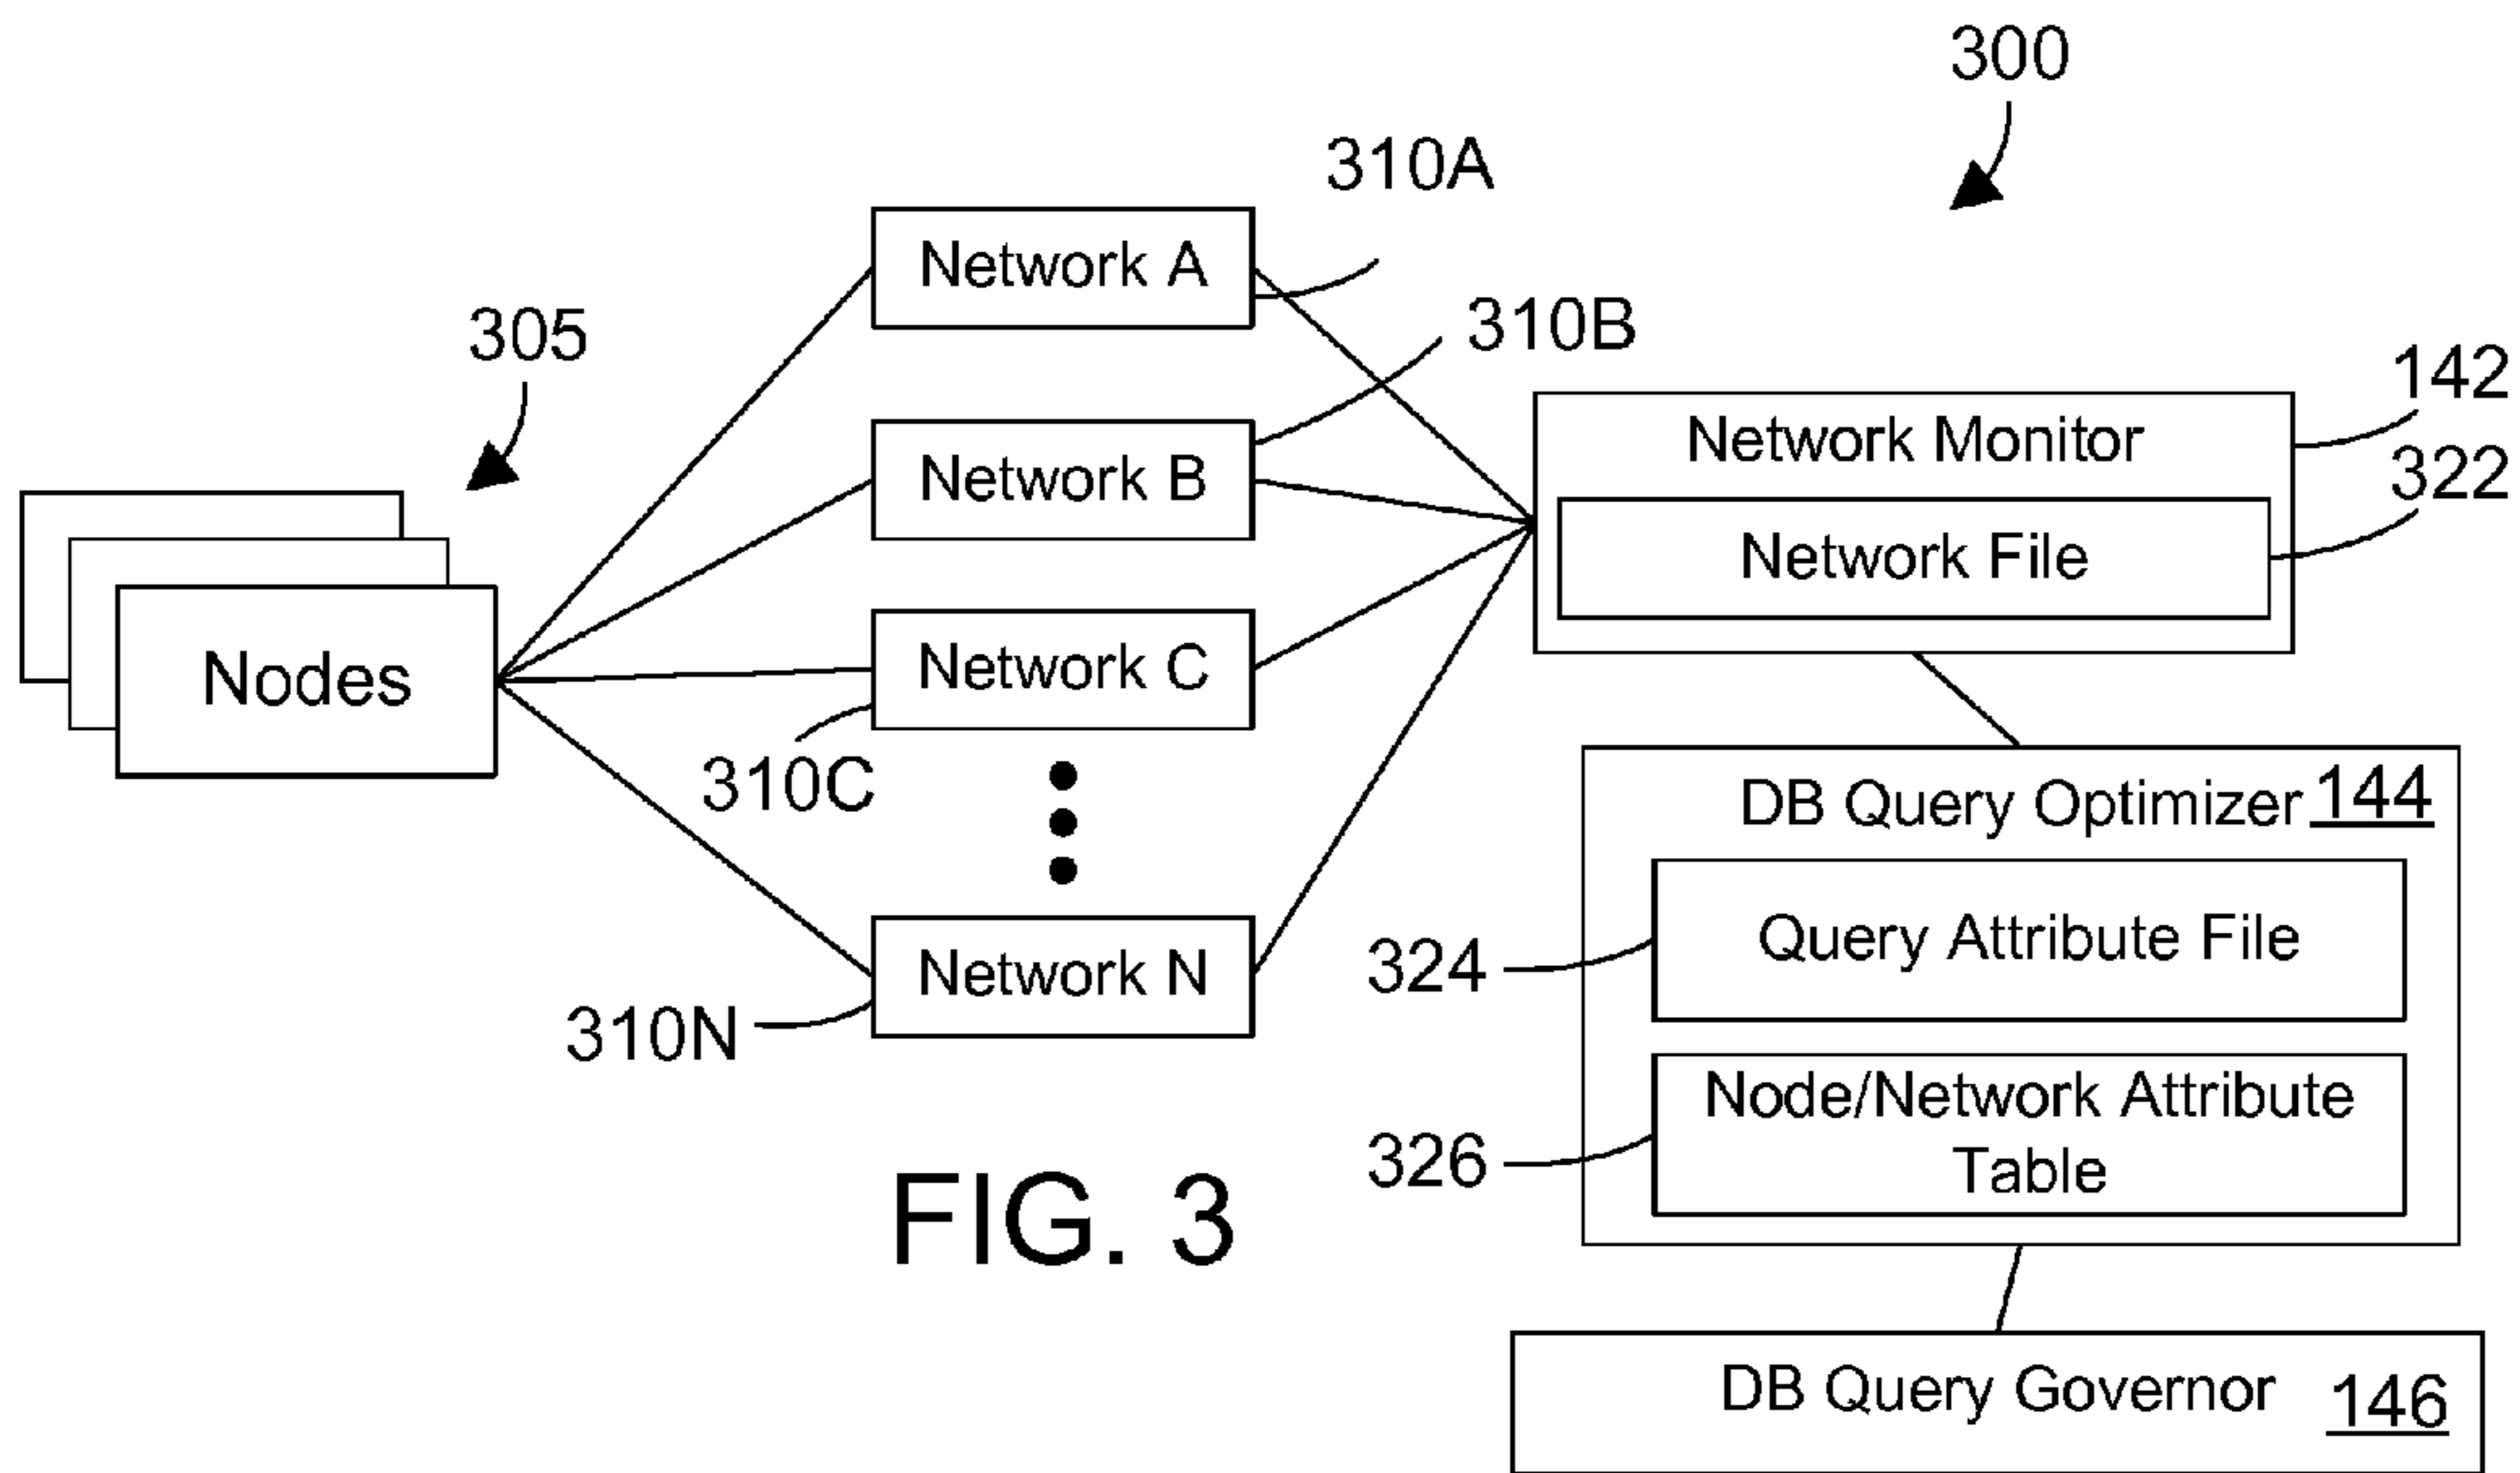 300
310A
Network A
310B
305
142
Network Monitor
322
Network B
Network File
Nodes
Network C
310C
DB Query Optimizer 144
Query Attribute File
324
Network N
310N
Node/Network Attribute
Table
326
FIG. 3
DB Query Governor 146